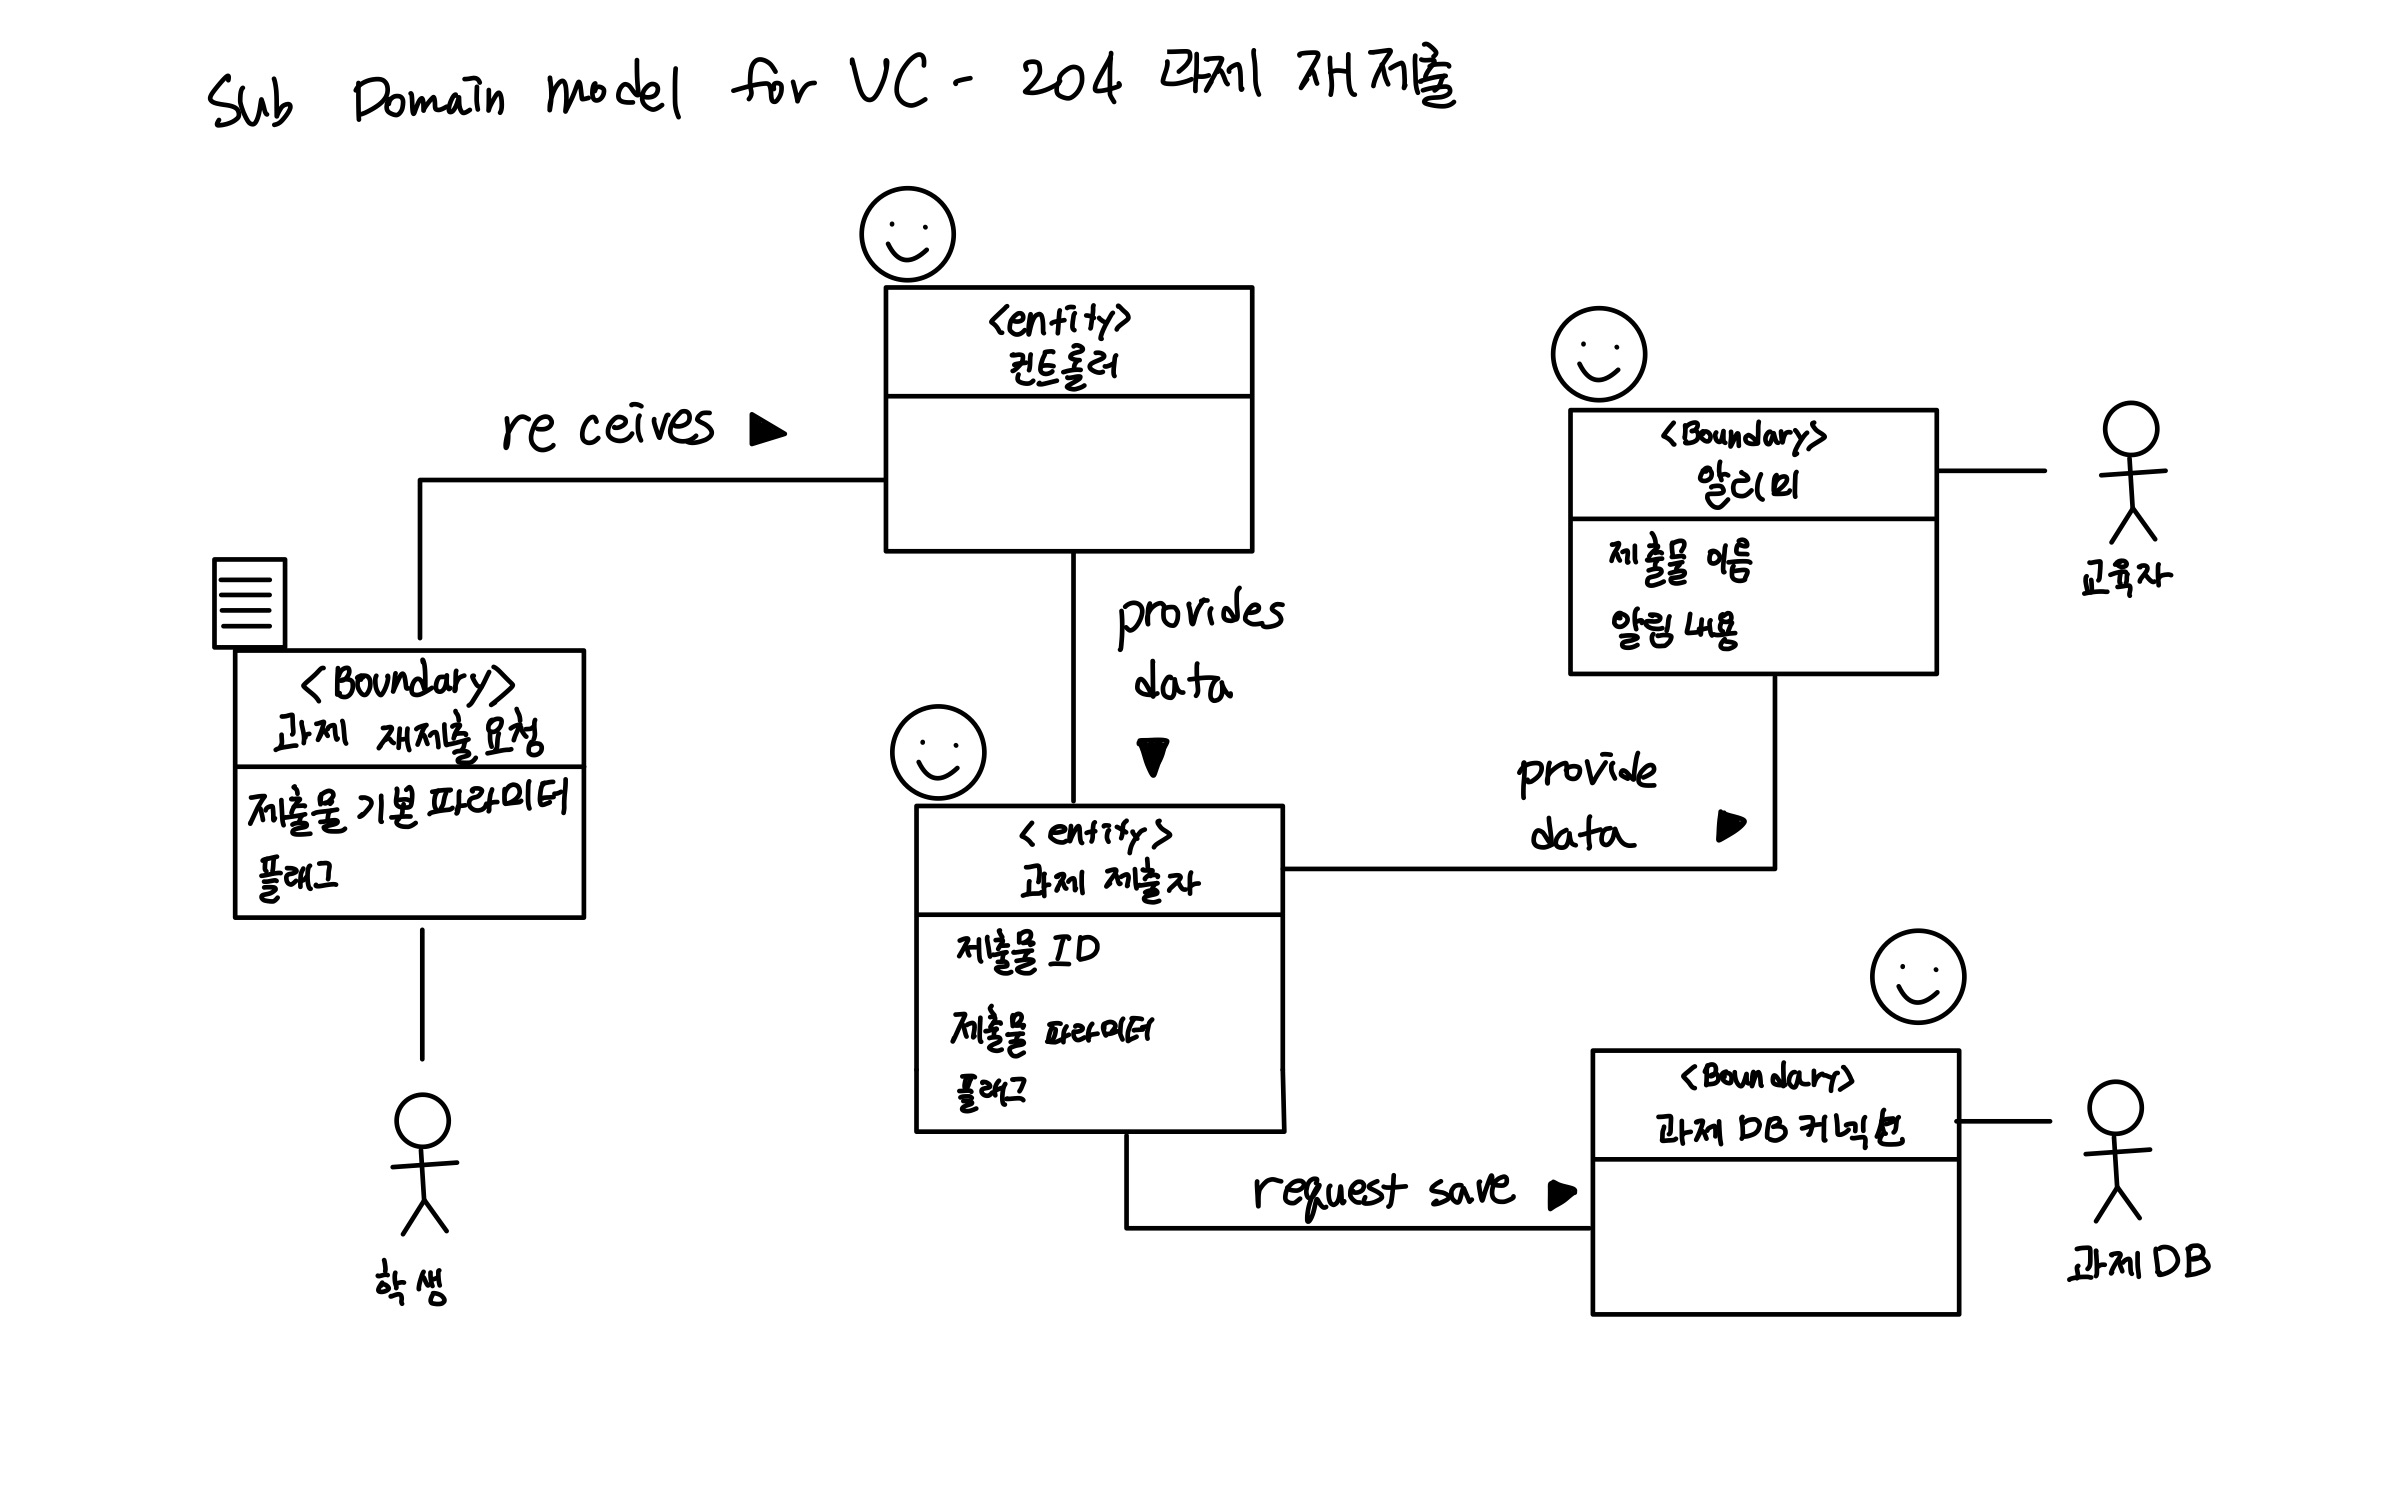 Sub Domain model for UC - 204 과제 재제출
<entity>
컨트롤러
re ceives
<Boundary>
알리미
제출물 이름
알림 내용
교육자
provides
data
<Boundary>
과제 재제출 요청
제출물 기본 파라미터
플래그
provide
data
<entity>
과제 제출자
제출물 ID
제출물 파라미터
플래그
<Boundary>
과제 DB 커넥션
request save
학생
과제 DB